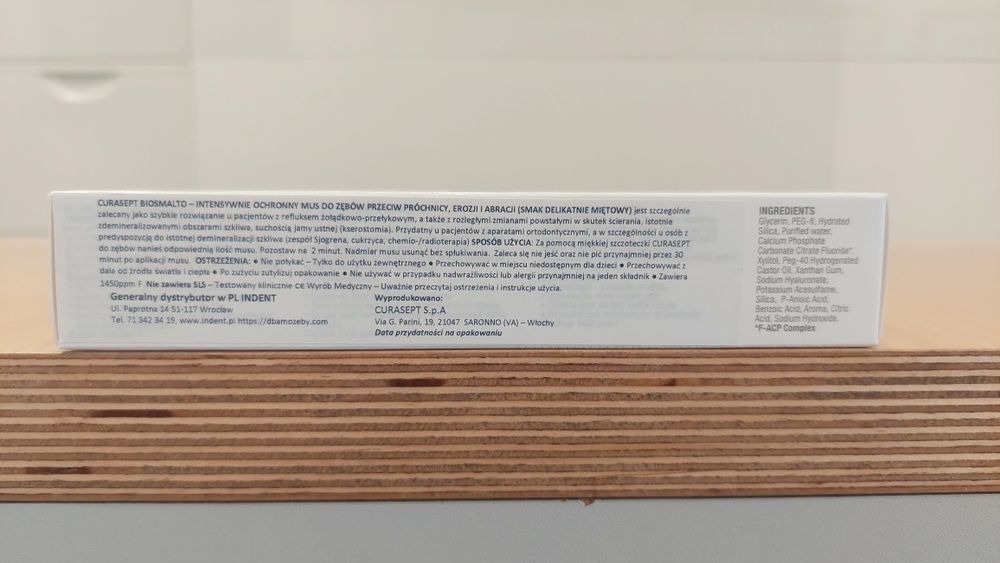 CURASEPT BIOSMALTO – INTENSYWNIE OCHRONNY MUS DO ZĘBÓW PRZECIW PRÓCHNICY, EROZJI I ABRACJI (SMAK DELIKATNIE MIĘTOWY) jest szczególnie
zalecany jako szybkie rozwiązanie u pacjentów z refluksem żołądkowo-przełykowym, a także z rozległymi zmianami powstałymi w skutek ścierania, istotnie
zdemineralizowanymi obszarami szkliwa, suchością jamy ustnej (kserostomia). Przydatny u pacjentów z aparatami ortodontycznymi, a w szczególności u osób z
predyspozycją do istotnej demineralizacji szkliwa (zespół Sjogrena, cukrzyca, chemio-/radioterapia) SPOSÓB UŻYCIA: Za pomocą miękkiej szczoteczki CURASEPT
do zębów nanieś odpowiednią ilość musu. Pozostaw na 2 minut. Nadmiar musu usunąć bez spłukiwania. Zaleca się nie jeść oraz nie pić przynajmniej przez 30
minut po aplikacji musu. OSTRZEŻENIA: ● Nie połykać – Tylko do użytku zewnętrznego ● Przechowywać w miejscu niedostępnym dla dzieci ● Przechowywać z
dala od źródła światła i ciepła ● Po zużyciu zutylizuj opakowanie ● Nie używać w przypadku nadwrażliwości lub alergii przynajmniej na jeden składnik ● Zawiera
1450ppm F Nie zawiera SLS – Testowany klinicznie CE Wyrób Medyczny – Uważnie przeczytaj ostrzeżenia i instrukcje użycia.
Generalny dystrybutor w PL INDENT
Ul. Paprotna 14 51-117 Wrocław
Tel. 71 342 34 19, www.indent.pl https://dbamozeby.com
Wyprodukowano:
CURASEPT S.p.A
Via G. Parini, 19, 21047 SARONNO (VA) – Włochy
Data przydatności na opakowaniu
INGREDIENTS
Glycerin, PEG-8, Hydrated
Silica, Purified water,
Calcium Phosphate
Carbonate Citrate Fluoride*,
Xylitol, Peg-40 Hydrogenated
Castor Oil, Xanthan Gum,
Sodium Hyaluronate,
Potassium Acesulfame,
Silica, P-Anisic Acid,
Benzoic Acid, Aroma, Citric
Acid, Sodium Hydroxide.
*F-ACP Complex